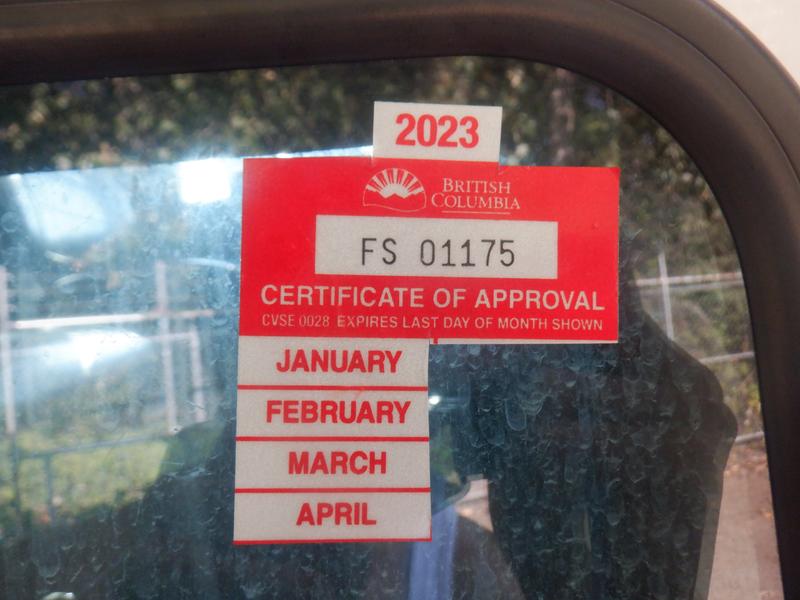 2023
BRITISH
COLUMBIA
FS 01175
CERTIFICATE OF APPROVAL
CVSE 0028 EXPIRES LAST DAY OF MONTH SHOWN
JANUARY
FEBRUARY
MARCH
APRIL